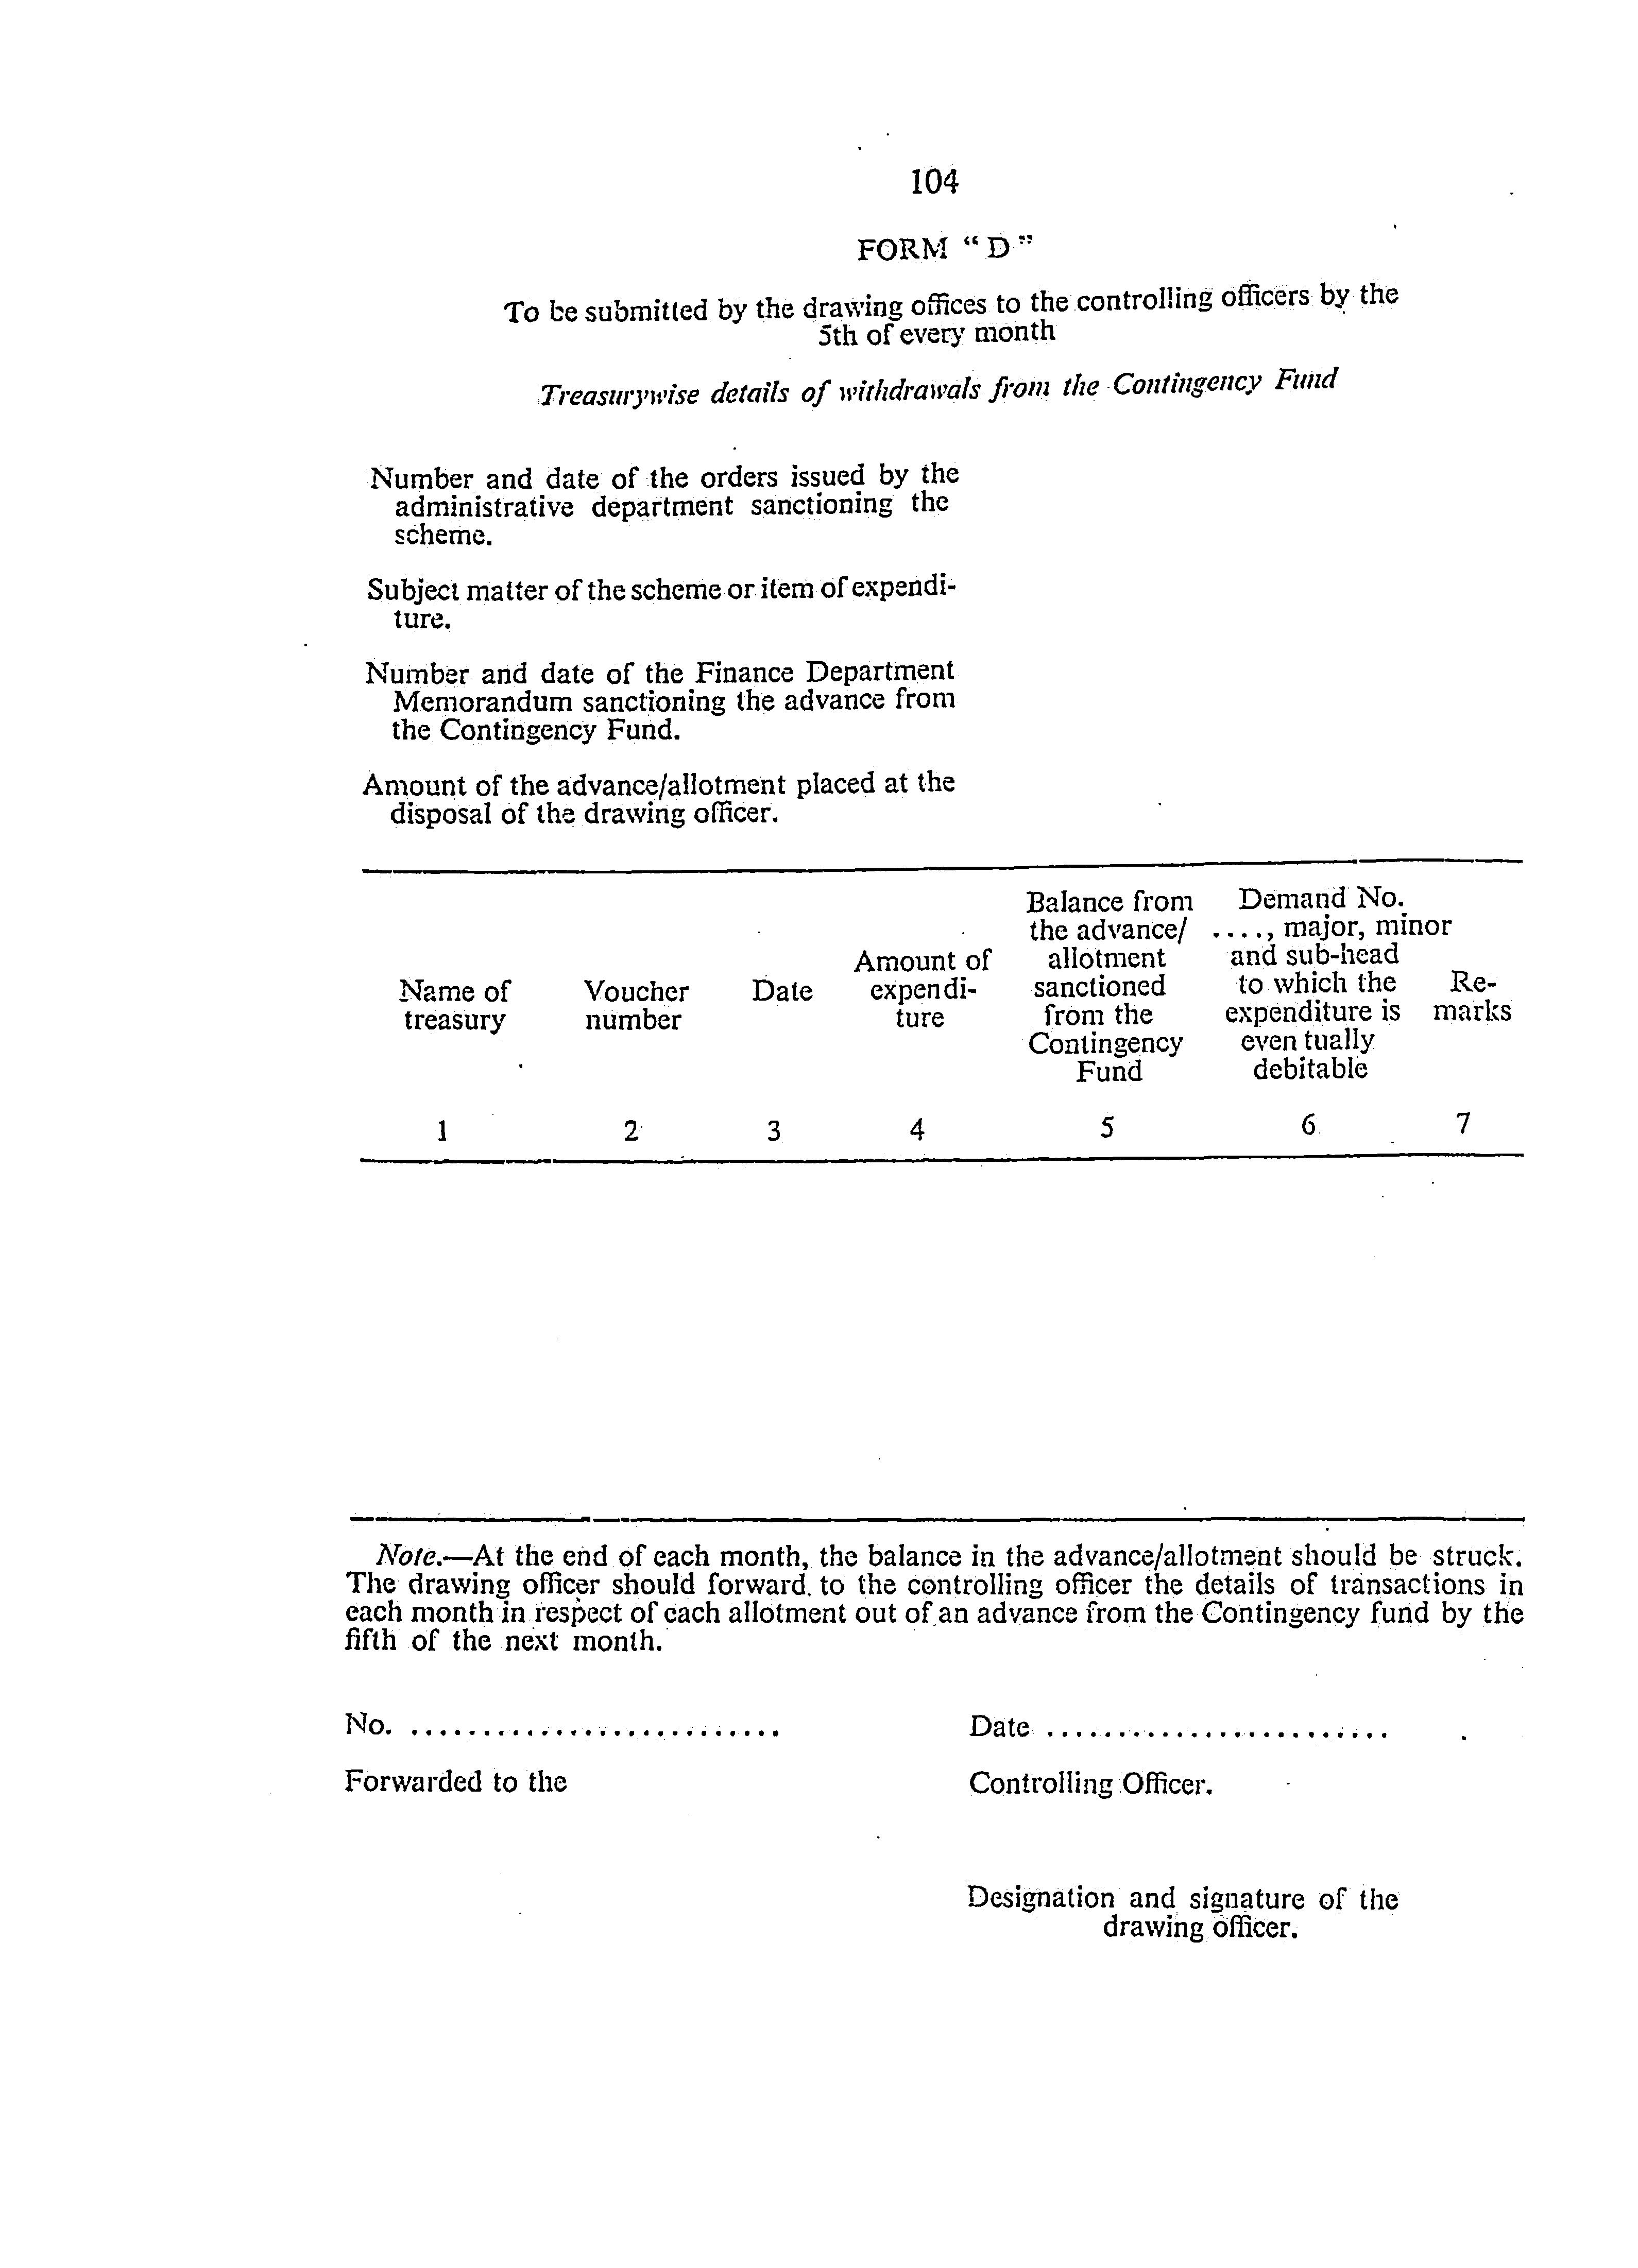 104
FORM “ D ”
To be submitted by the drawing offices to the controlling officers by the
5th of every month
Treasurywise details of withdrawals from the Contingency Fund
Number and date of the orders issued by the
administrative department sanctioning the
scheme.
Subject matter of the scheme or item of expendi-
ture.
Number and date of the Finance Department
Memorandum sanctioning the advance from
the Contingency Fund.
Amount of the advance/allotment placed at the
disposal of the drawing officer.
Name of
treasury
Voucher
number
Date
Amount of
expendi-
ture
Balance from
the advance/
allotment
sanctioned
from the
Contingency
Fund
Demand No.
...., major, minor
and sub-head
to which the
expenditure is
even tually
debitable
Re-
marks
1 2 3 4 5 6 7
Note.—At the end of each month, the balance in the advance/allotment should be struck.
The drawing officer should forward. to the controlling officer the details of transactions in
each month in respect of each allotment out of an advance from the Contingency fund by the
fifth of the next month.
No. .......................... Date ........................
Forwarded to the Controlling Officer.
Designation and signature of the
drawing officer.